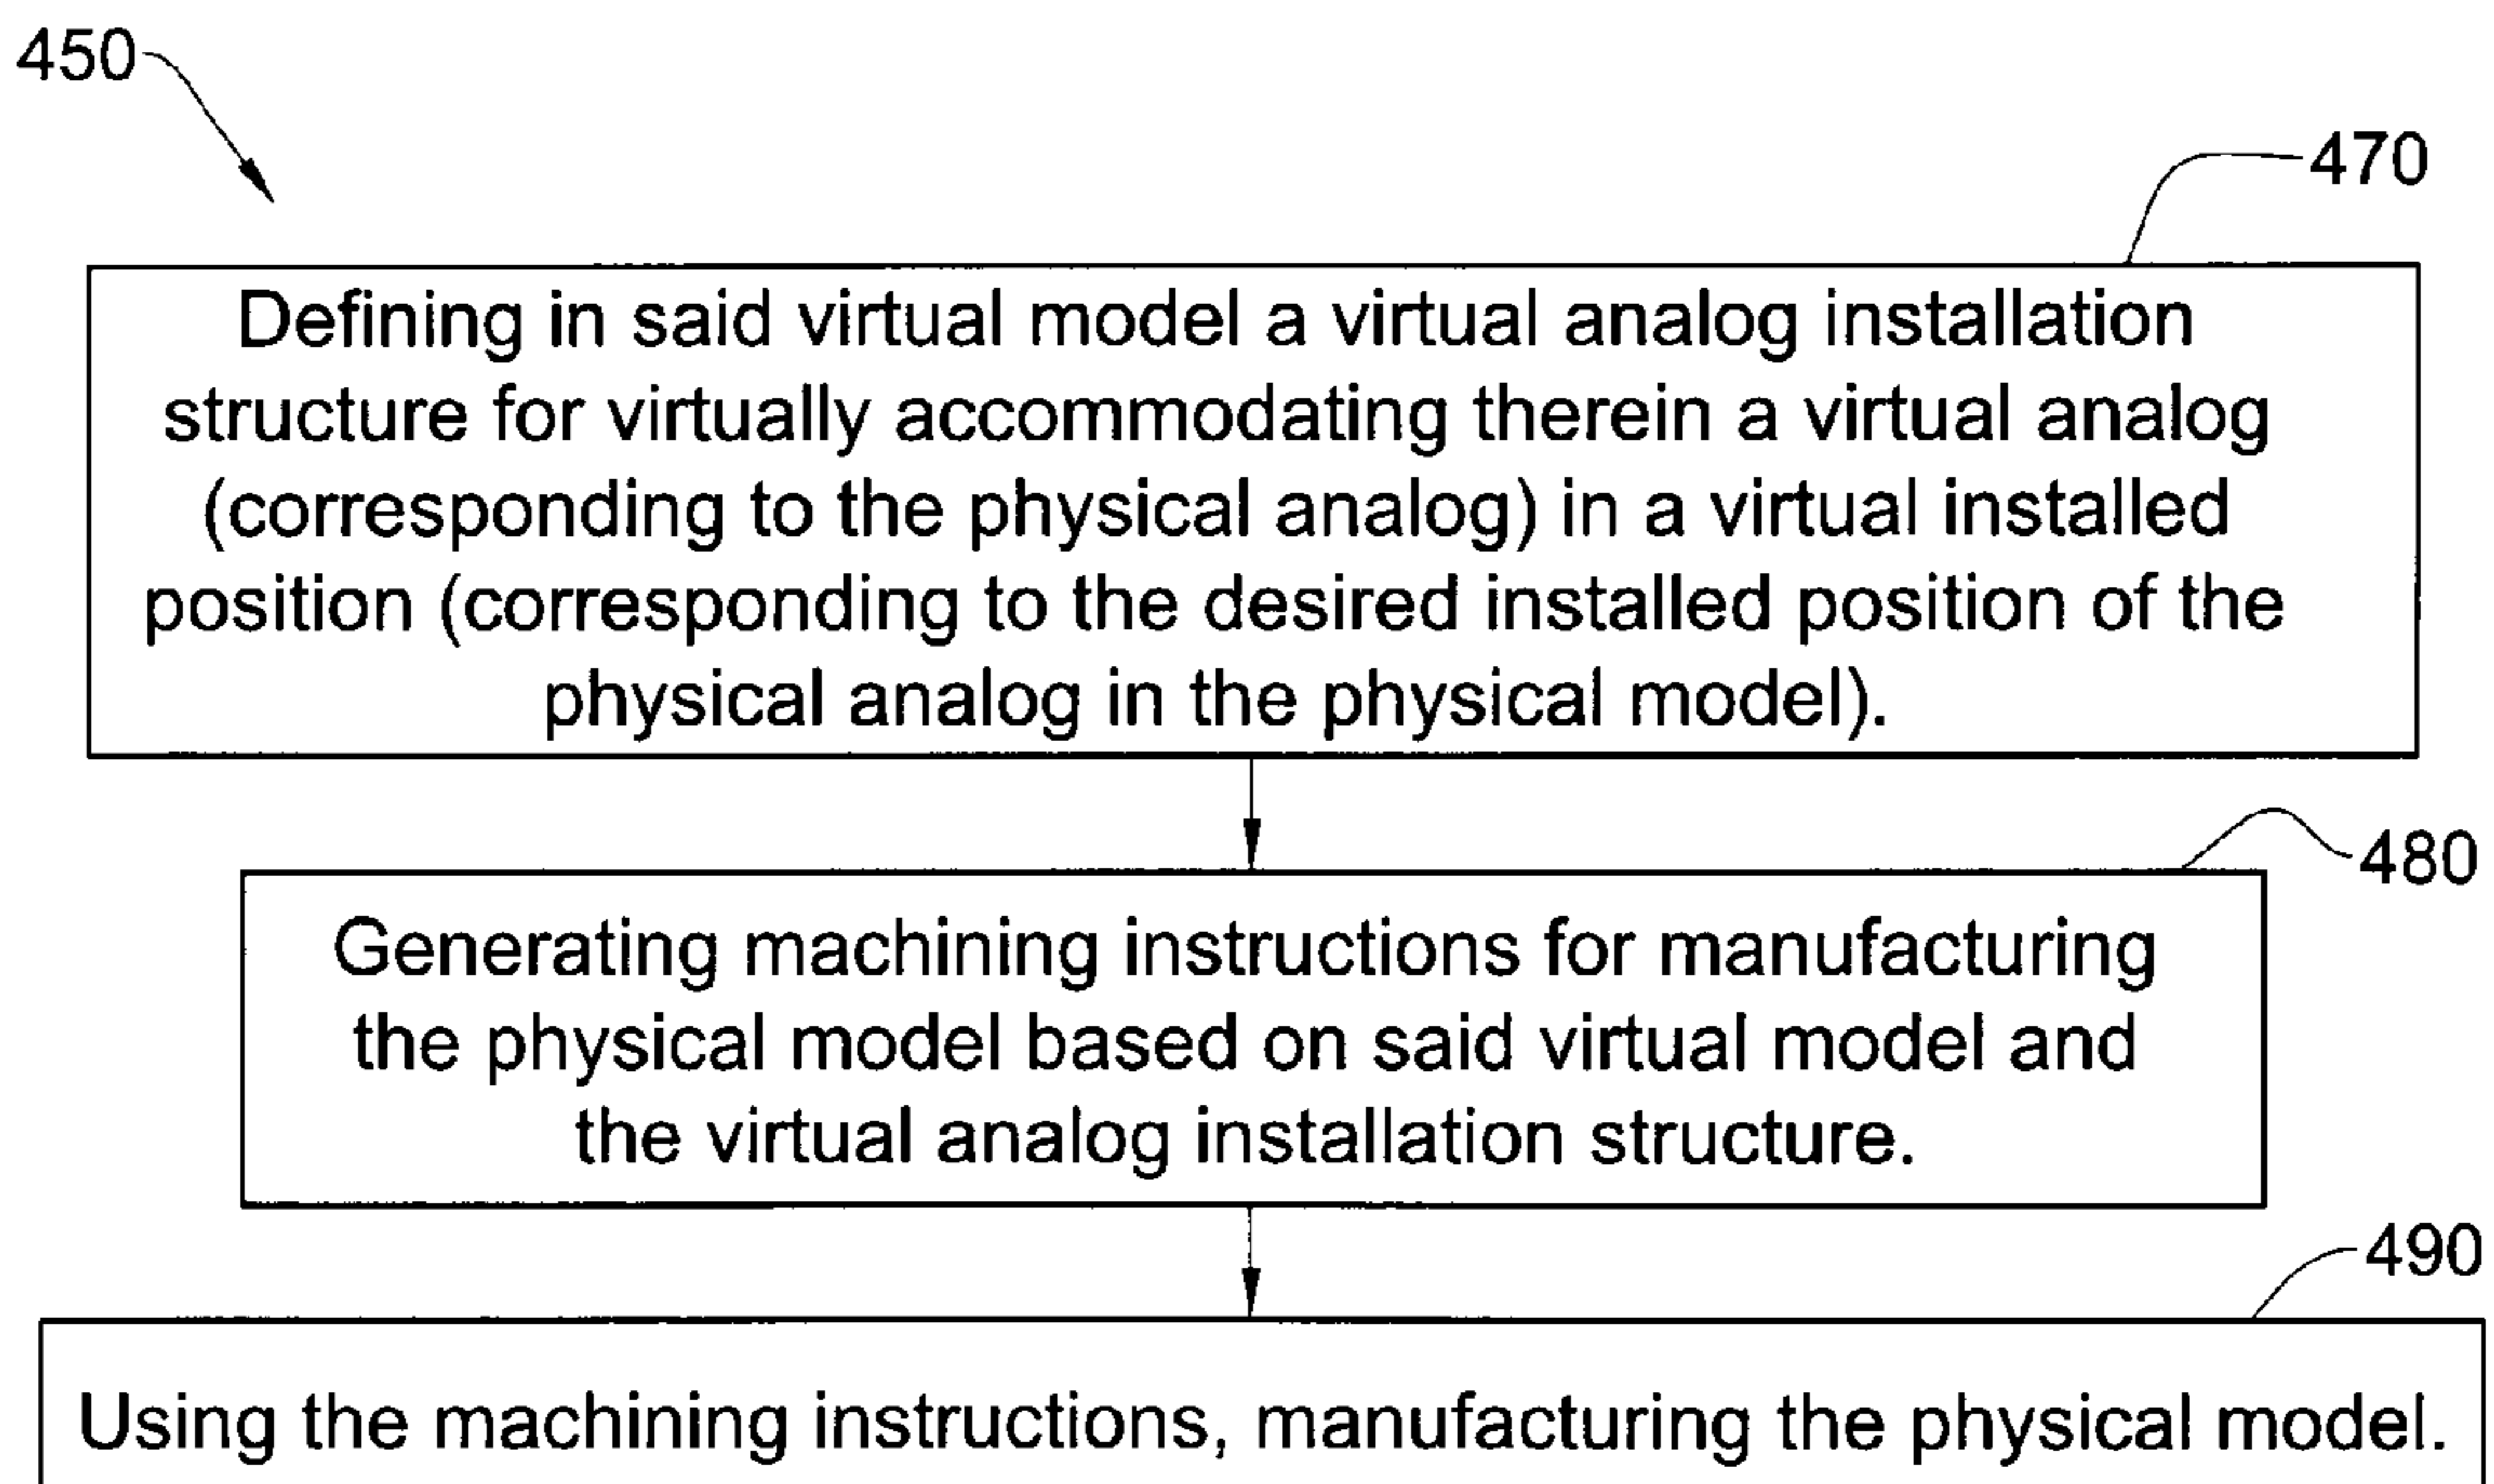 450
470
Defining in said virtual model a virtual analog installation
structure for virtually accommodating therein a virtual analog
(corresponding to the physical analog) in a virtual installed
position (corresponding to the desired installed position of the
physical analog in the physical model).
480
Generating machining instructions for manufacturing
the physical model based on said virtual model and
the virtual analog installation structure.
490
Using the machining instructions, manufacturing the physical model.